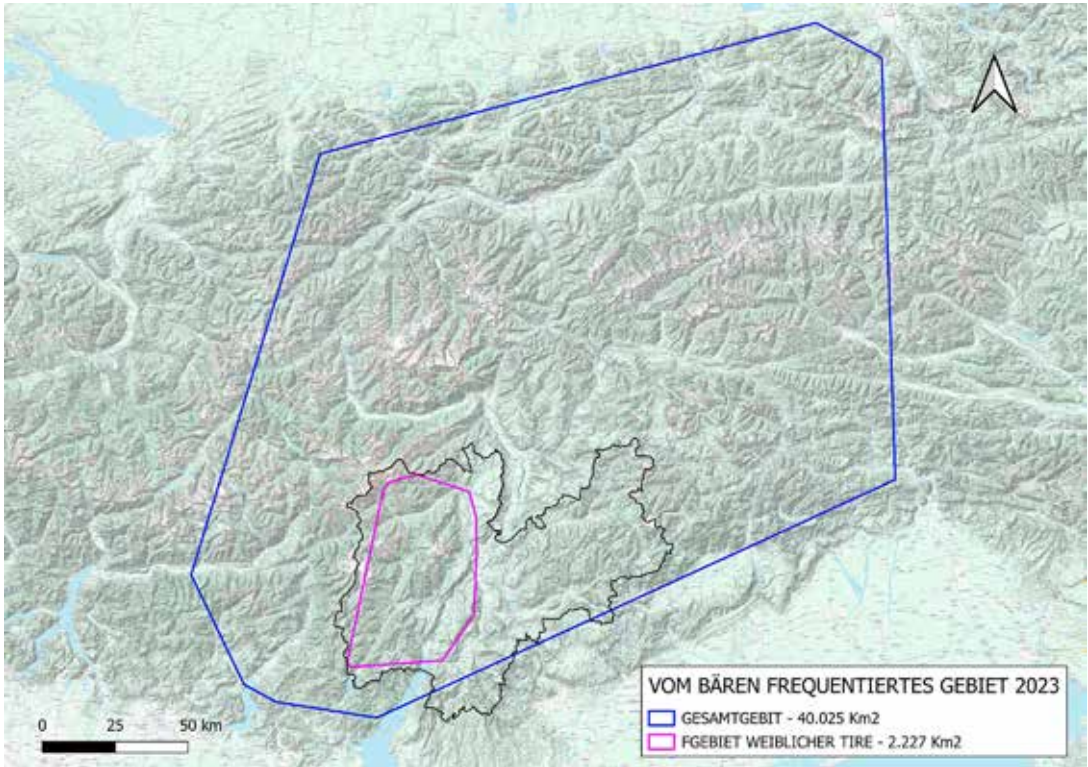 0 25 50 km
VOM BÄREN FREQUENTIERTES GEBIET 2023
GESAMTGEBIT - 40.025 Km2
FGEBIET WEIBLICHER TIRE - 2.227 Km2